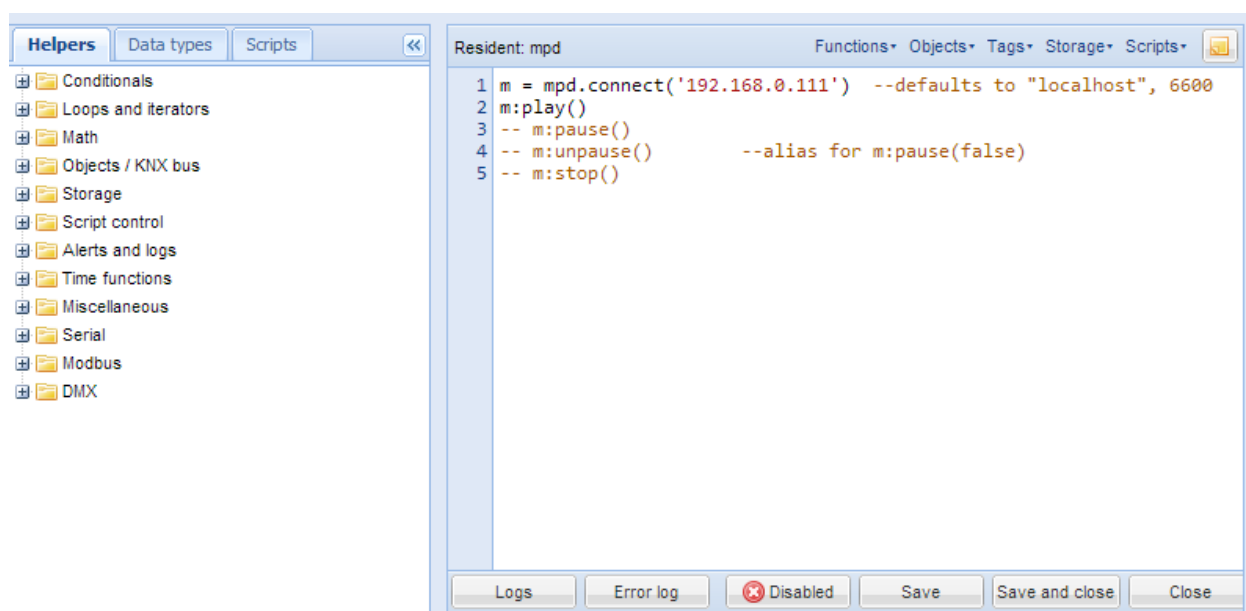 Helpers Data types Scripts
Conditionals
Loops and iterators
Math
Objects / KNX bus
Storage
Script control
Alerts and logs
Time functions
Miscellaneous
Serial
Modbus
DMX
Resident: mpd Functions Objects Tags Storage Scripts
1 m = mpd.connect('192.168.0.111')  --defaults to "localhost", 6600
2 m:play()
3 -- m:pause()
4 -- m:unpause()        --alias for m:pause(false)
5 -- m:stop()
Logs Error log Disabled Save Save and close Close